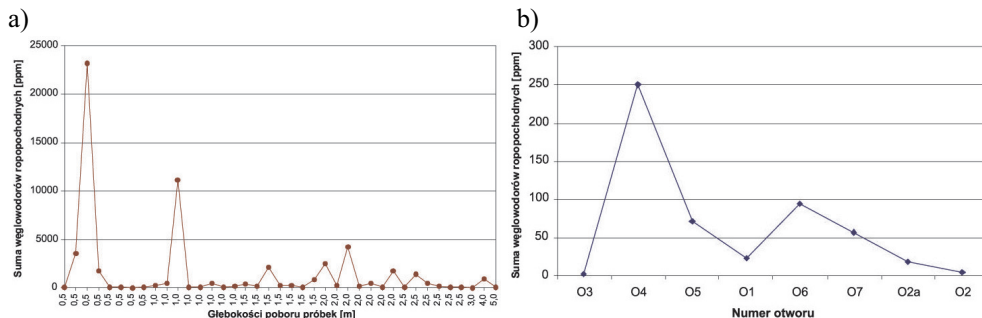 a)
Suma węglowodorów ropopochodnych [ppm]
25000
20000
15000
10000
5000
0
0,5 0,5 0,5 0,5 0,5 0,5 0,5 0,5 1,0 1,0 1,0 1,0 1,0 1,0 1,0 1,0 1,5 1,5 1,5 1,5 1,5 1,5 1,5 2,0 2.0 2.0 2.0 2.0 2.0 2.0 2.5 2.5 2.5 2.5 2.5 3.0 3.0 4.0 5.0
Głebokości poboru próbek [m]
b)
Suma węglowodorów ropopochodnych [ppm]
300
250
200
150
100
50
0
O3 O4 O5 O1 O6 O7 O2a O2
Numer otworu